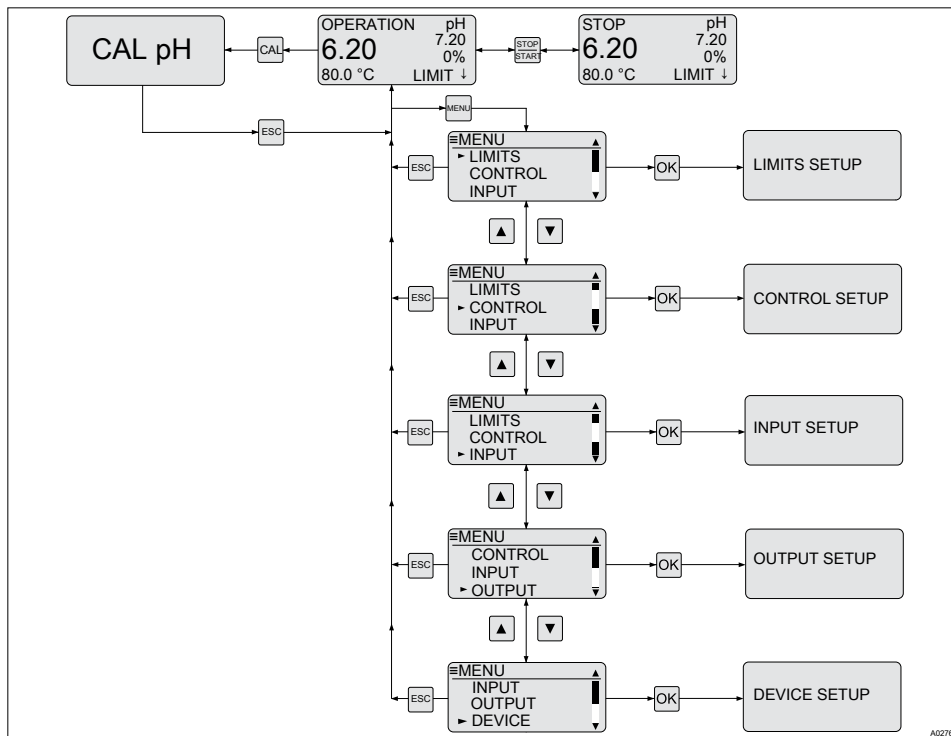 CAL pH
CAL
OPERATION pH
6.20 7.20
0%
80.0 °C LIMIT ↓
STOP
START
STOP pH
6.20 7.20
0%
80.0 °C LIMIT ↓
ESC
MENU
≡MENU ▲
► LIMITS
CONTROL
INPUT ▼
ESC
OK
LIMITS SETUP
▲ ▼
≡MENU ▲
LIMITS
► CONTROL
INPUT ▼
ESC
OK
CONTROL SETUP
▲ ▼
≡MENU ▲
LIMITS
CONTROL
► INPUT ▼
ESC
OK
INPUT SETUP
▲ ▼
≡MENU ▲
CONTROL
INPUT
► OUTPUT ▼
ESC
OK
OUTPUT SETUP
▲ ▼
≡MENU ▲
INPUT
OUTPUT
► DEVICE ▼
ESC
OK
DEVICE SETUP